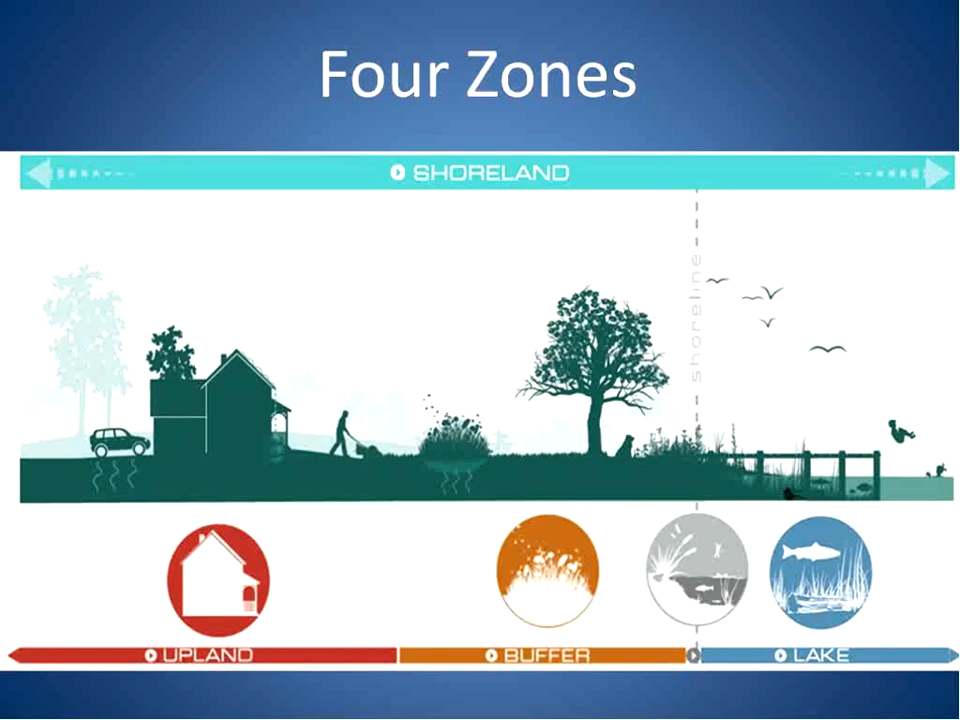 Four Zones
SHORELAND
shoreline
UPLAND
BUFFER
LAKE